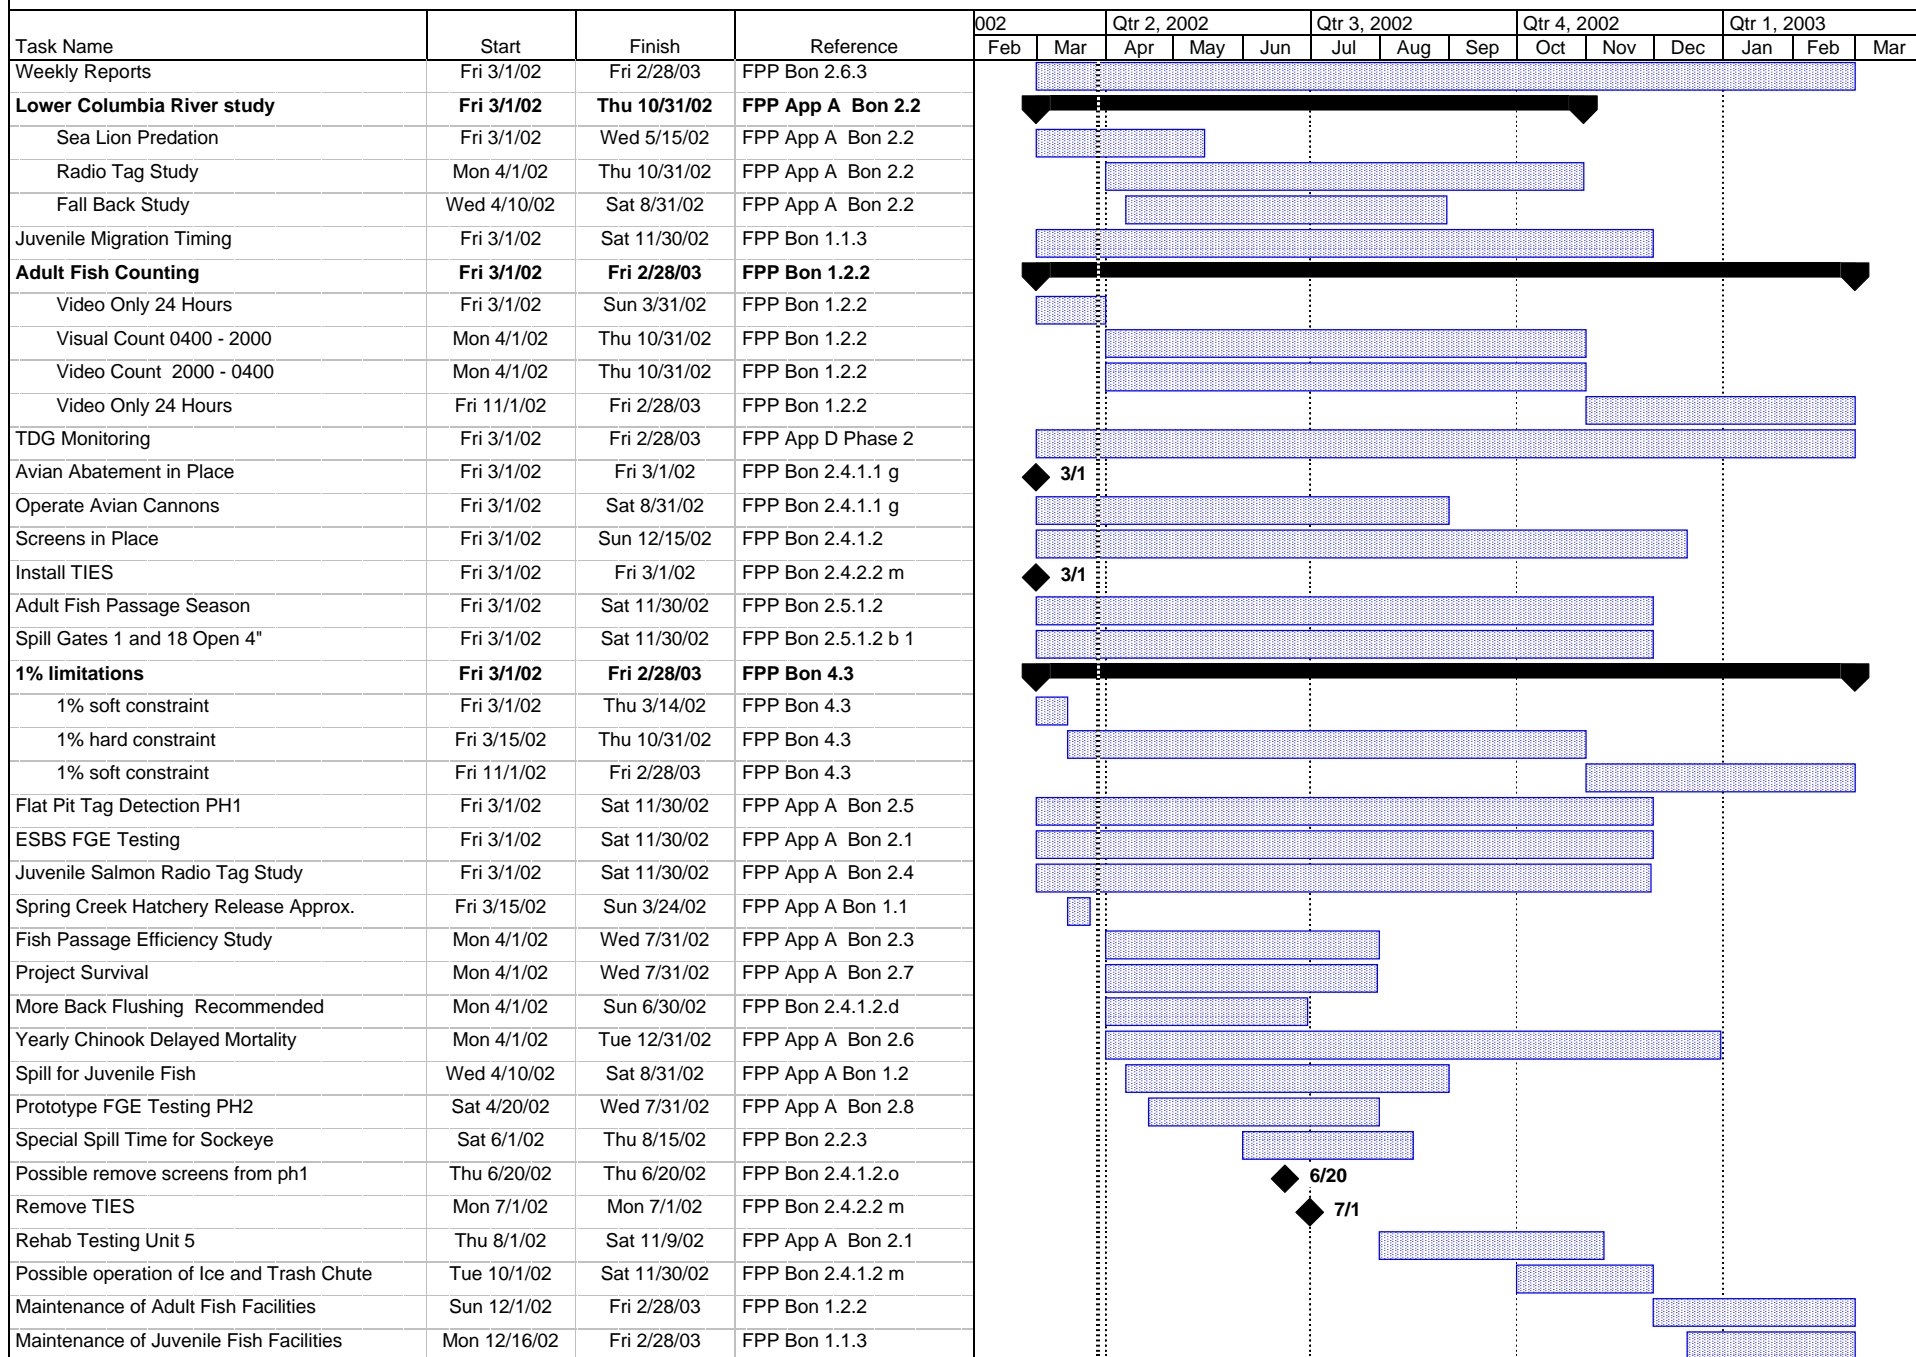 002 Qtr 2, 2002 Qtr 3, 2002 Qtr 4, 2002 Qtr 1, 2003
Task Name Start Finish Reference Feb Mar Apr May Jun Jul Aug Sep Oct Nov Dec Jan Feb Mar
Weekly Reports Fri 3/1/02 Fri 2/28/03 FPP Bon 2.6.3
Lower Columbia River study Fri 3/1/02 Thu 10/31/02 FPP App A Bon 2.2
Sea Lion Predation Fri 3/1/02 Wed 5/15/02 FPP App A Bon 2.2
Radio Tag Study Mon 4/1/02 Thu 10/31/02 FPP App A Bon 2.2
Fall Back Study Wed 4/10/02 Sat 8/31/02 FPP App A Bon 2.2
Juvenile Migration Timing Fri 3/1/02 Sat 11/30/02 FPP Bon 1.1.3
Adult Fish Counting Fri 3/1/02 Fri 2/28/03 FPP Bon 1.2.2
Video Only 24 Hours Fri 3/1/02 Sun 3/31/02 FPP Bon 1.2.2
Visual Count 0400 - 2000 Mon 4/1/02 Thu 10/31/02 FPP Bon 1.2.2
Video Count 2000 - 0400 Mon 4/1/02 Thu 10/31/02 FPP Bon 1.2.2
Video Only 24 Hours Fri 11/1/02 Fri 2/28/03 FPP Bon 1.2.2
TDG Monitoring Fri 3/1/02 Fri 2/28/03 FPP App D Phase 2
Avian Abatement in Place Fri 3/1/02 Fri 3/1/02 FPP Bon 2.4.1.1 g 3/1
Operate Avian Cannons Fri 3/1/02 Sat 8/31/02 FPP Bon 2.4.1.1 g
Screens in Place Fri 3/1/02 Sun 12/15/02 FPP Bon 2.4.1.2
Install TIES Fri 3/1/02 Fri 3/1/02 FPP Bon 2.4.2.2 m 3/1
Adult Fish Passage Season Fri 3/1/02 Sat 11/30/02 FPP Bon 2.5.1.2
Spill Gates 1 and 18 Open 4" Fri 3/1/02 Sat 11/30/02 FPP Bon 2.5.1.2 b 1
1% limitations Fri 3/1/02 Fri 2/28/03 FPP Bon 4.3
1% soft constraint Fri 3/1/02 Thu 3/14/02 FPP Bon 4.3
1% hard constraint Fri 3/15/02 Thu 10/31/02 FPP Bon 4.3
1% soft constraint Fri 11/1/02 Fri 2/28/03 FPP Bon 4.3
Flat Pit Tag Detection PH1 Fri 3/1/02 Sat 11/30/02 FPP App A Bon 2.5
ESBS FGE Testing Fri 3/1/02 Sat 11/30/02 FPP App A Bon 2.1
Juvenile Salmon Radio Tag Study Fri 3/1/02 Sat 11/30/02 FPP App A Bon 2.4
Spring Creek Hatchery Release Approx. Fri 3/15/02 Sun 3/24/02 FPP App A Bon 1.1
Fish Passage Efficiency Study Mon 4/1/02 Wed 7/31/02 FPP App A Bon 2.3
Project Survival Mon 4/1/02 Wed 7/31/02 FPP App A Bon 2.7
More Back Flushing Recommended Mon 4/1/02 Sun 6/30/02 FPP Bon 2.4.1.2.d
Yearly Chinook Delayed Mortality Mon 4/1/02 Tue 12/31/02 FPP App A Bon 2.6
Spill for Juvenile Fish Wed 4/10/02 Sat 8/31/02 FPP App A Bon 1.2
Prototype FGE Testing PH2 Sat 4/20/02 Wed 7/31/02 FPP App A Bon 2.8
Special Spill Time for Sockeye Sat 6/1/02 Thu 8/15/02 FPP Bon 2.2.3
Possible remove screens from ph1 Thu 6/20/02 Thu 6/20/02 FPP Bon 2.4.1.2.o 6/20
Remove TIES Mon 7/1/02 Mon 7/1/02 FPP Bon 2.4.2.2 m 7/1
Rehab Testing Unit 5 Thu 8/1/02 Sat 11/9/02 FPP App A Bon 2.1
Possible operation of Ice and Trash Chute Tue 10/1/02 Sat 11/30/02 FPP Bon 2.4.1.2 m
Maintenance of Adult Fish Facilities Sun 12/1/02 Fri 2/28/03 FPP Bon 1.2.2
Maintenance of Juvenile Fish Facilities Mon 12/16/02 Fri 2/28/03 FPP Bon 1.1.3